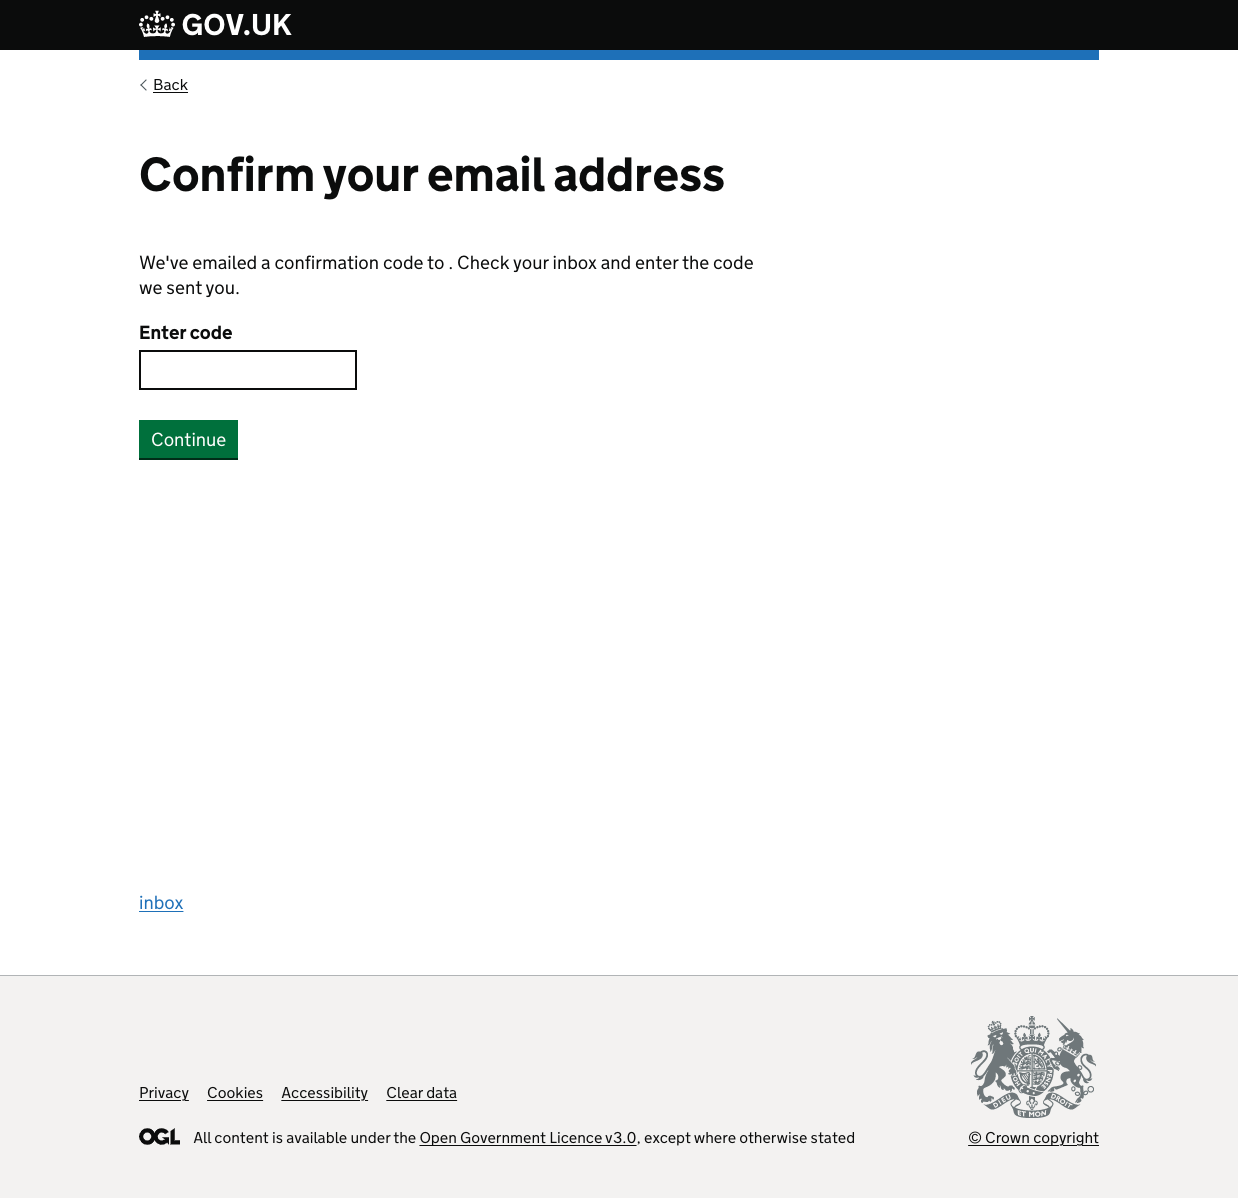 GOV.UK
Back
Confirm your email address
We've emailed a confirmation code to . Check your inbox and enter the code
we sent you.
Enter code
Continue
inbox
Privacy Cookies Accessibility Clear data
OGL All content is available under the Open Government Licence v3.0, except where otherwise stated
© Crown copyright